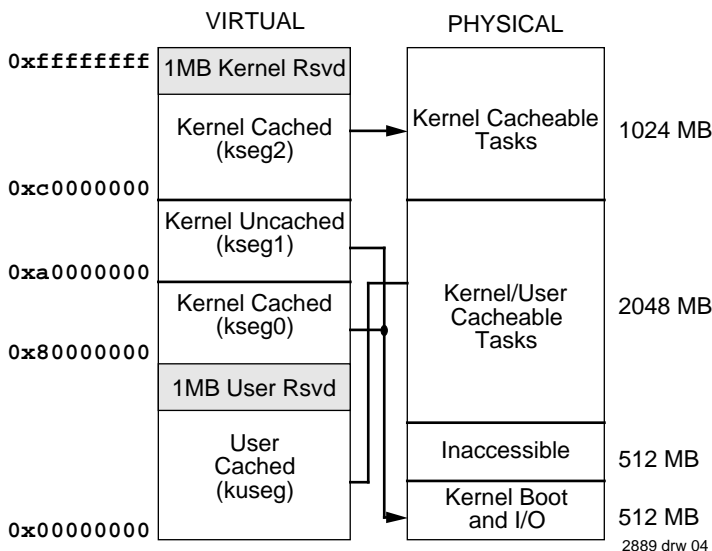 VIRTUAL
PHYSICAL
0xffffffff
1MB Kernel Rsvd
Kernel Cached
(kseg2)
Kernel Cacheable
Tasks
1024 MB
0xc0000000
Kernel Uncached
(kseg1)
0xa0000000
Kernel Cached
(kseg0)
Kernel/User
Cacheable
Tasks
2048 MB
0x80000000
1MB User Rsvd
User
Cached
(kuseg)
Inaccessible
512 MB
Kernel Boot
and I/O
512 MB
0x00000000
2889 drw 04